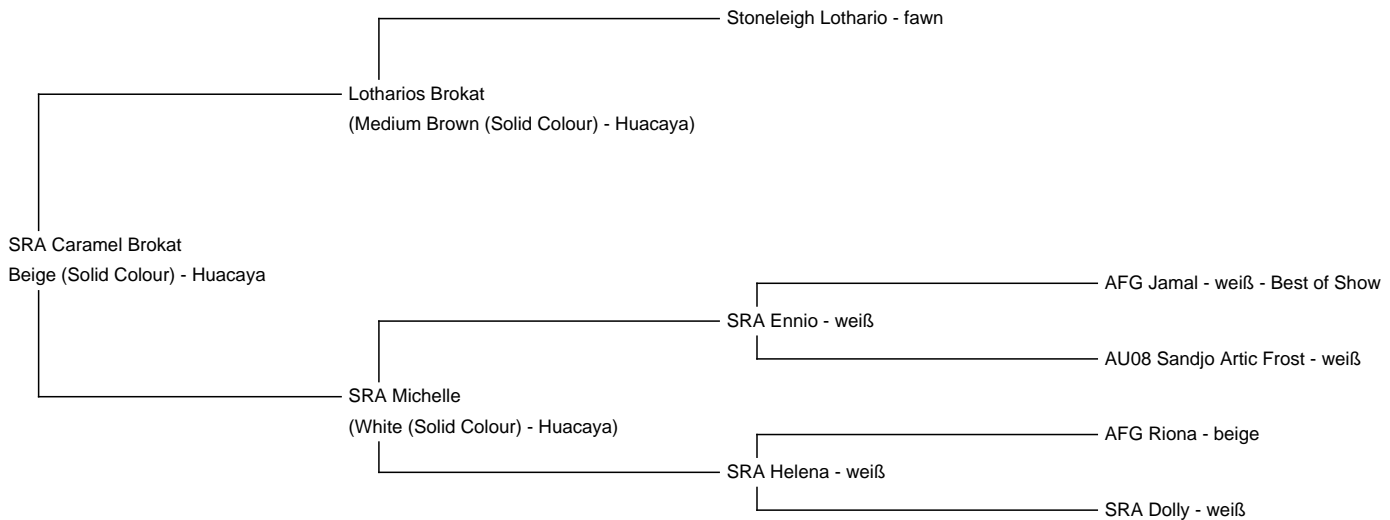 Stoneleigh Lothario - fawn
Lotharios Brokat
(Medium Brown (Solid Colour) - Huacaya)
SRA Caramel Brokat
Beige (Solid Colour) - Huacaya
AFG Jamal - weiß - Best of Show
SRA Ennio - weiß
AU08 Sandjo Artic Frost - weiß
SRA Michelle
(White (Solid Colour) - Huacaya)
AFG Riona - beige
SRA Helena - weiß
SRA Dolly - weiß